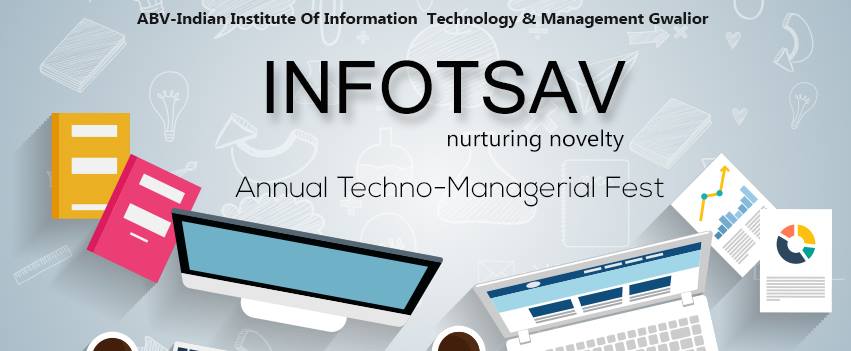 ABV-Indian Institute Of Information Technology & Management Gwalior
INFOTSAV
nurturing novelty
Annual Techno-Managerial Fest